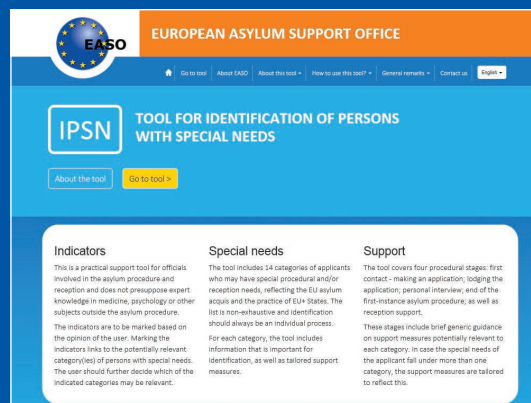 EASO
EUROPEAN ASYLUM SUPPORT OFFICE
Go to tool About EASO About this tool How to use this tool? General remarks Contact us English
IPSN
TOOL FOR IDENTIFICATION OF PERSONS
WITH SPECIAL NEEDS
About the tool Go to tool >
Indicators
This is a practical support tool for officials
involved in the asylum procedure and
reception and does not presuppose expert
knowledge in medicine, psychology or other
subjects outside the asylum procedure.
The indicators are to be marked based on
the opinion of the user. Marking the
indicators links to the potentially relevant
category(ies) of persons with special needs.
The user should further decide which of the
indicated categories may be relevant.
Special needs
The tool includes 14 categories of applicants
who may have special procedural and/or
reception needs, reflecting the EU asylum
acquis and the practice of EU+ States. The
list is non-exhaustive and identification
should always be an individual process.
For each category, the tool includes
information that is important for
identification, as well as tailored support
measures.
Support
The tool covers four procedural stages: first
contact - making an application; lodging the
application; personal interview; end of the
first-instance asylum procedure; as well as
reception support.
These stages include brief generic guidance
on support measures potentially relevant to
each category. In case the special needs of
the applicant fall under more than one
category, the support measures are tailored
to reflect this.